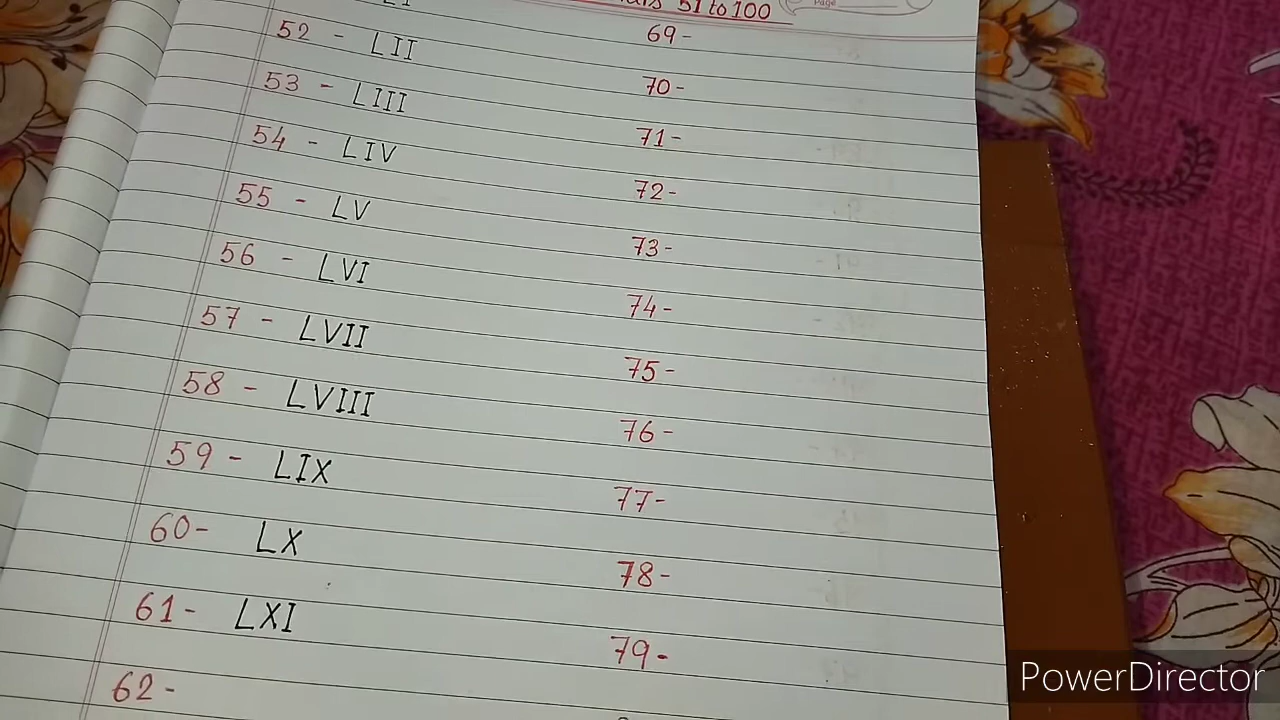 51 to 100
Page
52 - LII
53 - LIII
54 - LIV
55 - LV
56 - LVI
57 - LVII
58 - LVIII
59 - LIX
60- LX
61- LXI
62-
69-
70-
71-
72-
73-
74-
75-
76-
77-
78-
79-
PowerDirector